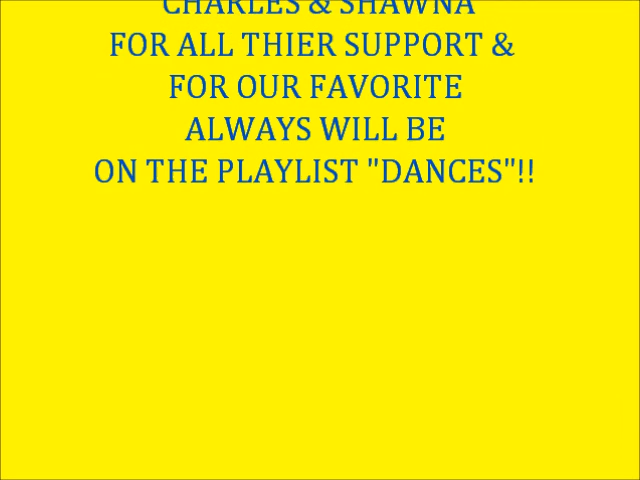 CHARLES & SHAWNA
FOR ALL THIER SUPPORT &
FOR OUR FAVORITE
ALWAYS WILL BE
ON THE PLAYLIST "DANCES"!!